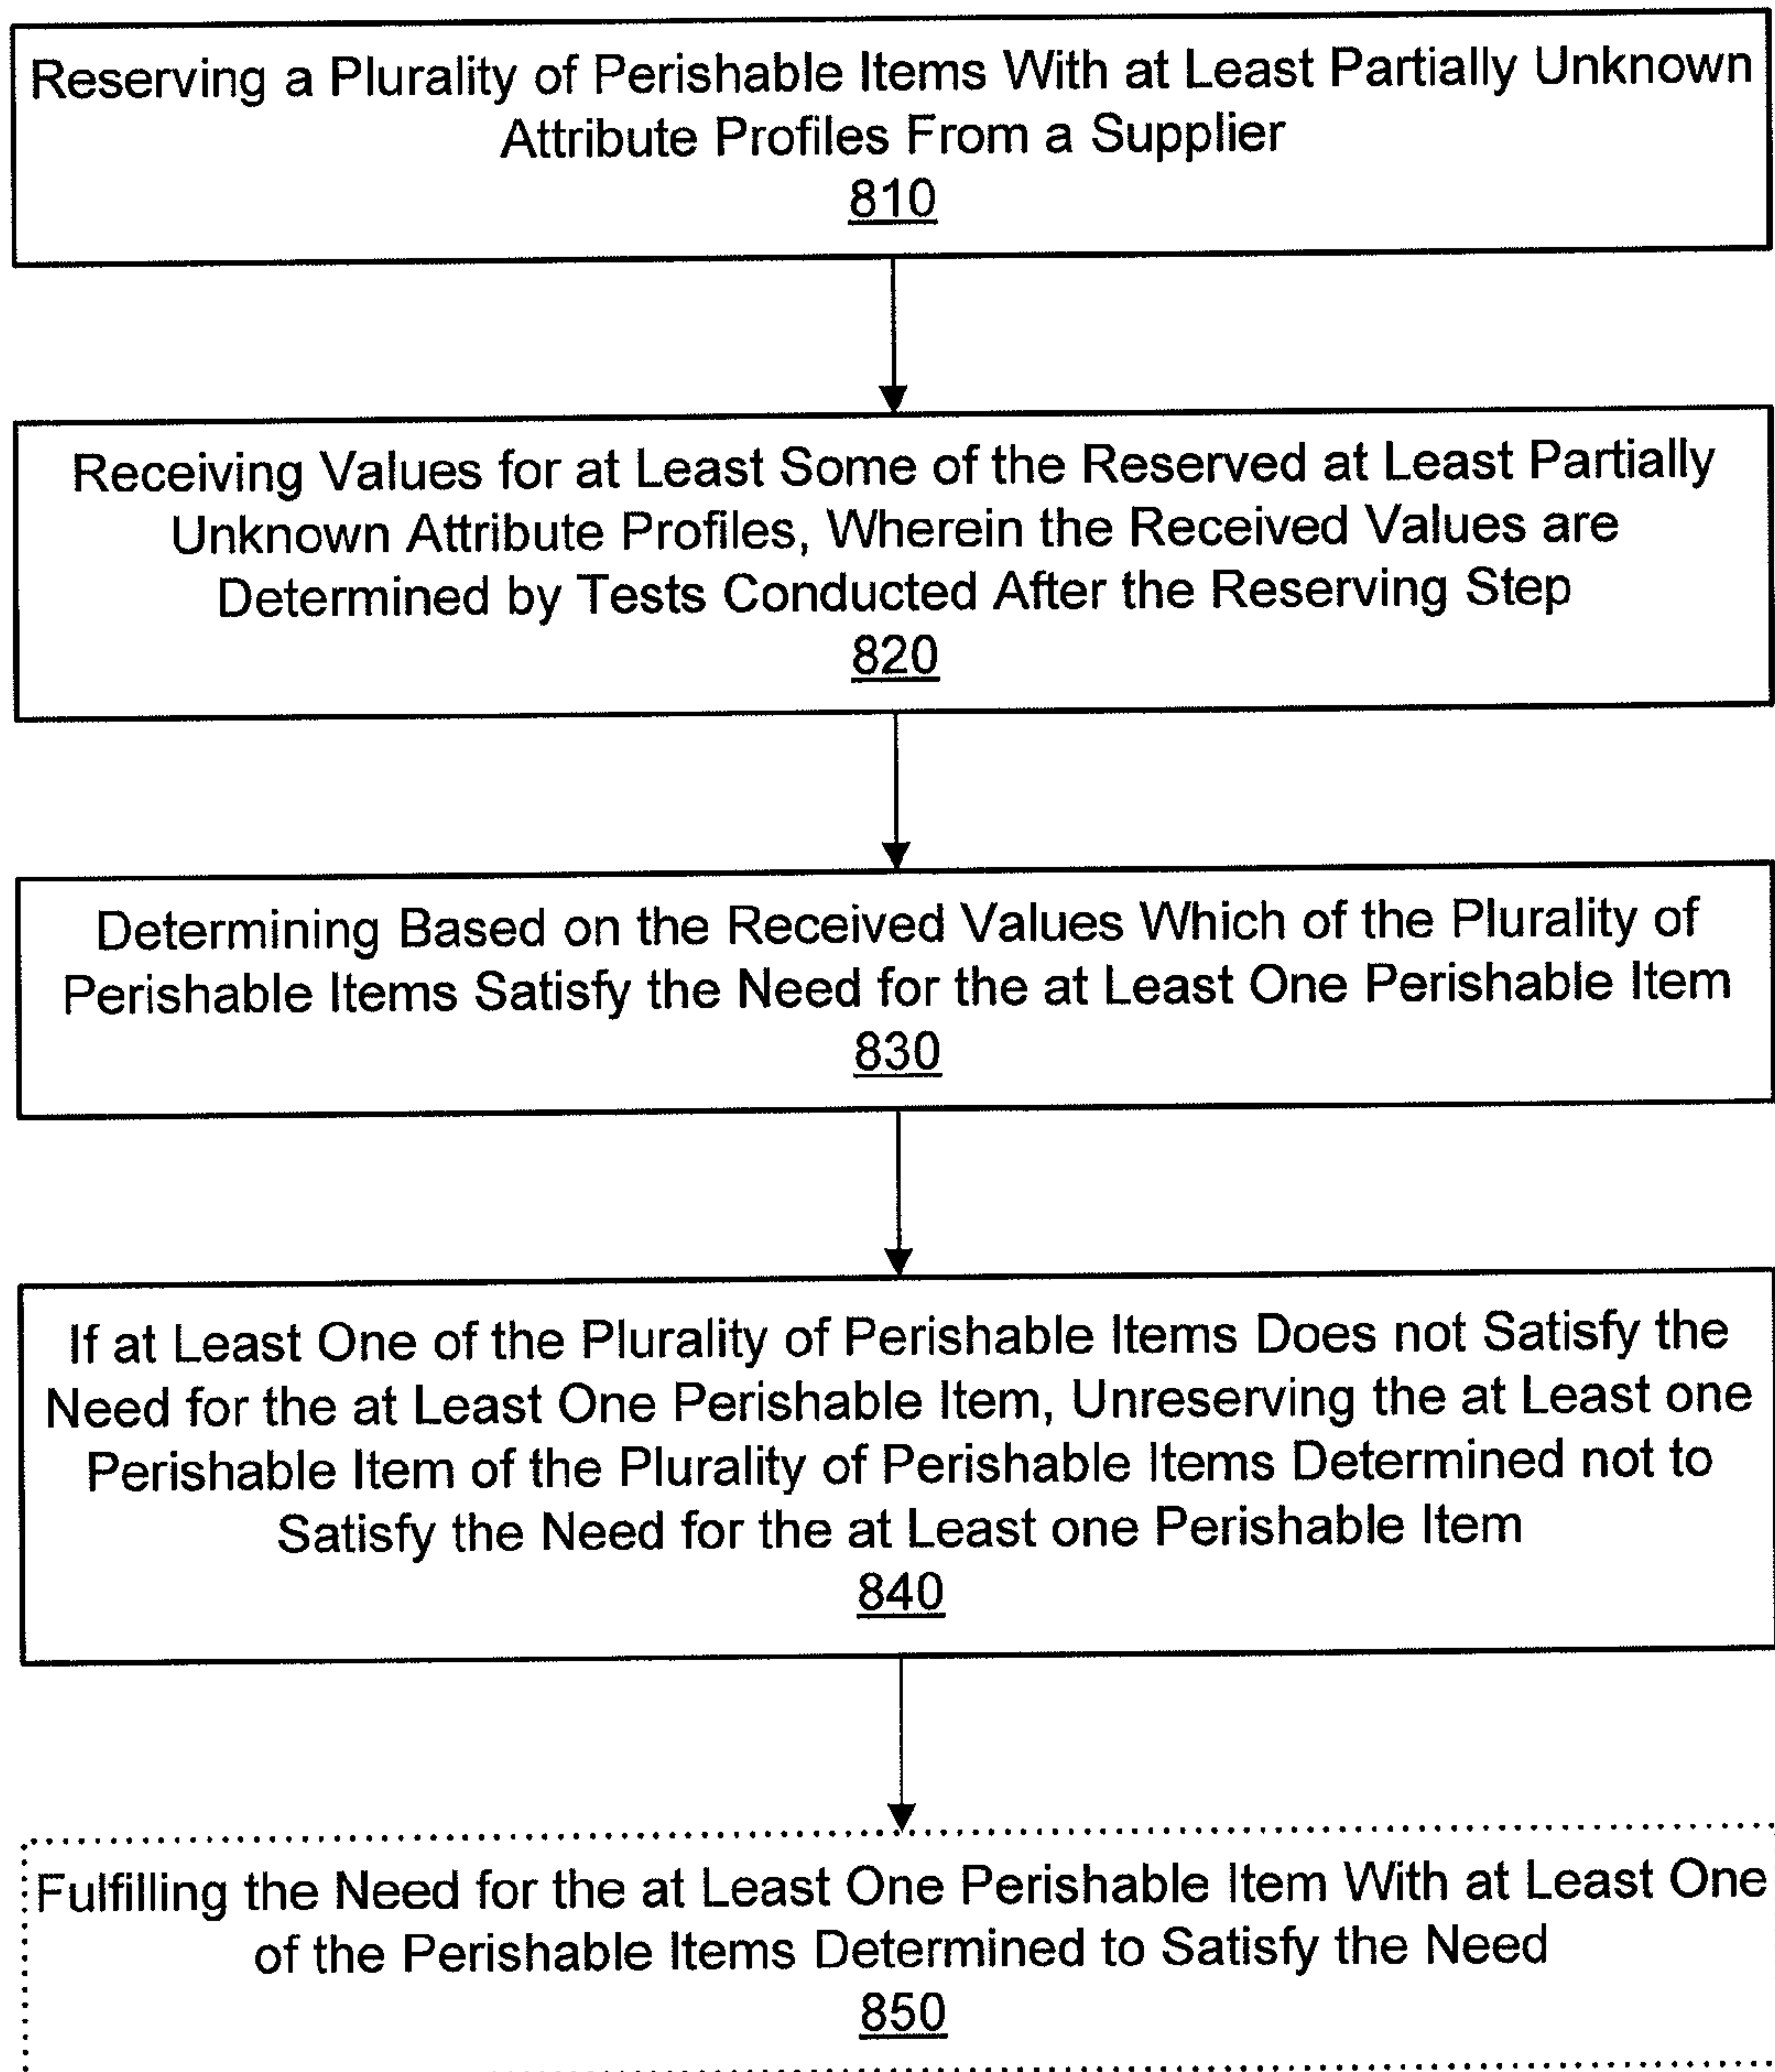 Reserving a Plurality of Perishable Items With at Least Partially Unknown
Attribute Profiles From a Supplier
810
Receiving Values for at Least Some of the Reserved at Least Partially
Unknown Attribute Profiles, Wherein the Received Values are
Determined by Tests Conducted After the Reserving Step
820
Determining Based on the Received Values Which of the Plurality of
Perishable Items Satisfy the Need for the at Least One Perishable Item
830
If at Least One of the Plurality of Perishable Items Does not Satisfy the
Need for the at Least One Perishable Item, Unreserving the at Least one
Perishable Item of the Plurality of Perishable Items Determined not to
Satisfy the Need for the at Least one Perishable Item
840
Fulfilling the Need for the at Least One Perishable Item With at Least One
of the Perishable Items Determined to Satisfy the Need
850